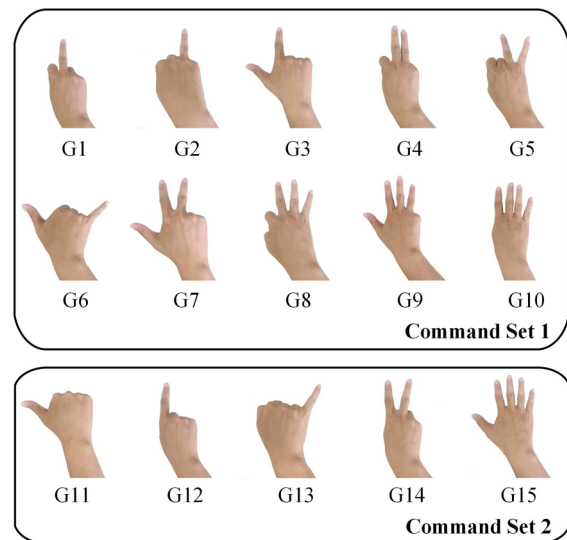 G1 G2 G3 G4 G5
G6 G7 G8 G9 G10
Command Set 1
G11 G12 G13 G14 G15
Command Set 2